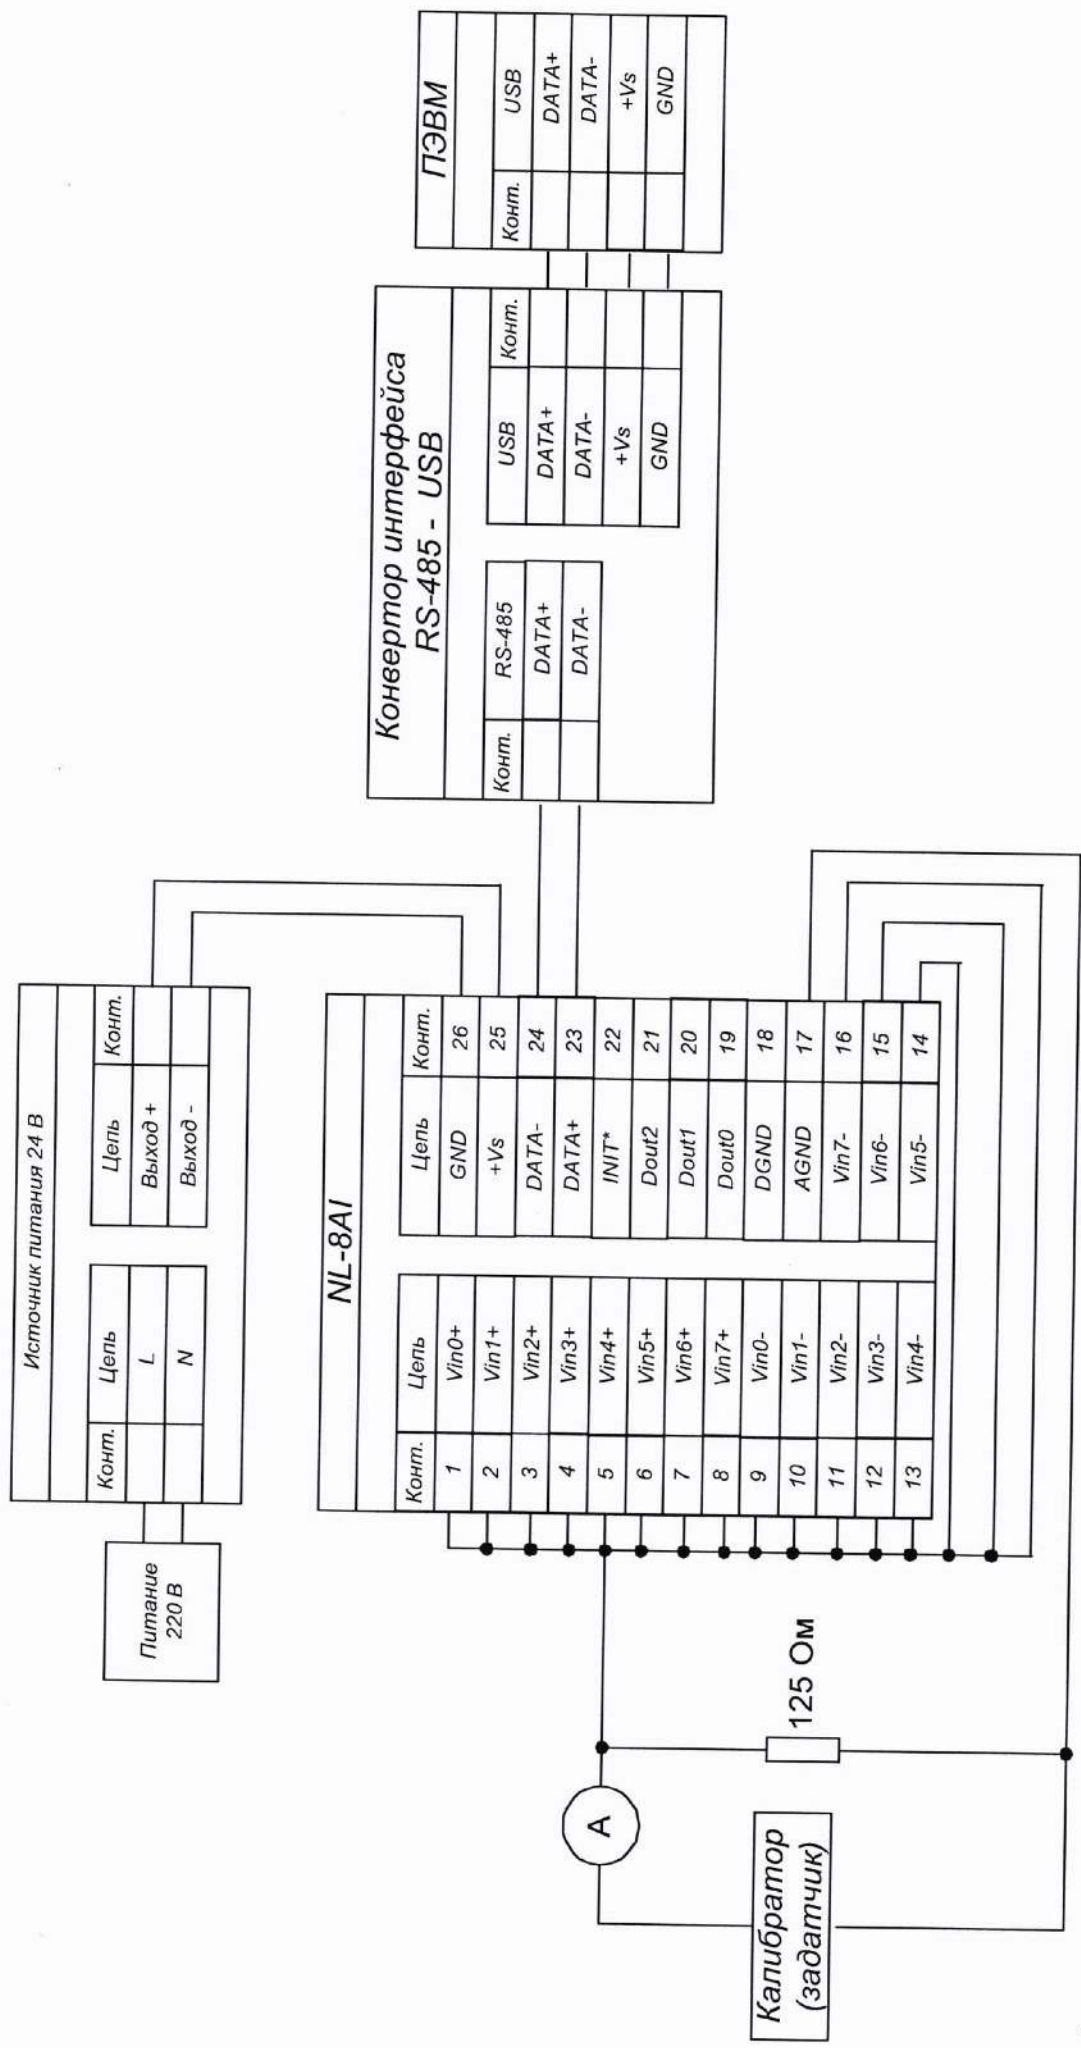 Источник питания 24 В
Конт.
Цепь
L
N
Цепь
Конт.
Выход +
Выход -
Питание
220 В
NL-8AI
Конт.
Цепь
1
Vin0+
2
Vin1+
3
Vin2+
4
Vin3+
5
Vin4+
6
Vin5+
7
Vin6+
8
Vin7+
9
Vin0-
10
Vin1-
11
Vin2-
12
Vin3-
13
Vin4-
Цепь
Конт.
GND
26
+Vs
25
DATA-
24
DATA+
23
INIT*
22
Dout2
21
Dout1
20
Dout0
19
DGND
18
AGND
17
Vin7-
16
Vin6-
15
Vin5-
14
Конвертор интерфейса
RS-485 - USB
Конт.
RS-485
DATA+
DATA-
USB
Конт.
DATA+
DATA-
+Vs
GND
ПЭВМ
Конт.
USB
DATA+
DATA-
+Vs
GND
A
125 Ом
Калибратор
(задатчик)